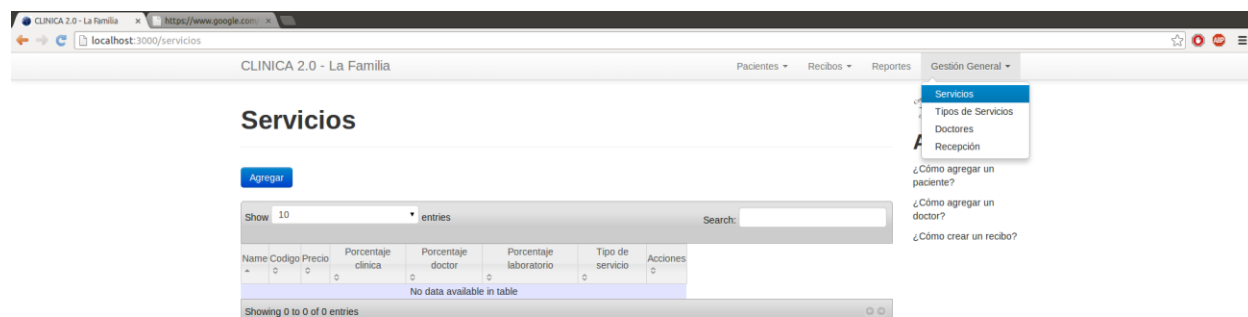 CLINICA 2.0 - La Familia
https://www.google.com/
localhost:3000/servicios
CLINICA 2.0 - La Familia
Pacientes
Recibos
Reportes
Gestión General
Servicios
Tipos de Servicios
Doctores
Recepción
Servicios
Agregar
¿Cómo agregar un
paciente?
¿Cómo agregar un
doctor?
¿Cómo crear un recibo?
Show 10 entries
Search:
Name Codigo Precio Porcentaje clinica Porcentaje doctor Porcentaje laboratorio Tipo de servicio Acciones
No data available in table
Showing 0 to 0 of 0 entries